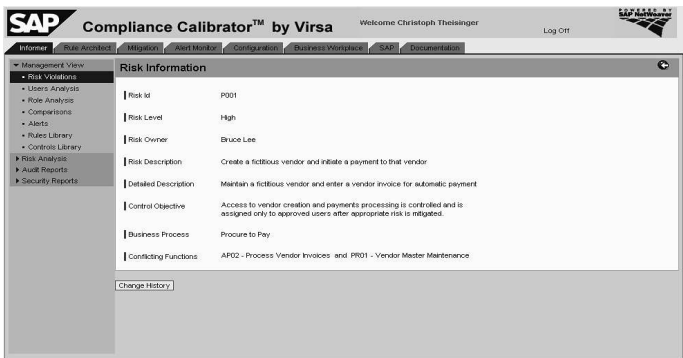 SAP Compliance Calibrator™ by Virsa
Welcome Christoph Theisinger
Log Off
POWERED BY
SAP NetWeaver
Informer Rule Architect Mitigation Alert Monitor Configuration Business Workplace SAP Documentation
Management View
Risk Violations
Users Analysis
Role Analysis
Comparisons
Alerts
Rules Library
Controls Library
Risk Analysis
Audit Reports
Security Reports
Risk Information
Risk Id P001
Risk Level High
Risk Owner Bruce Lee
Risk Description Create a fictitious vendor and initiate a payment to that vendor
Detailed Description Maintain a fictitious vendor and enter a vendor invoice for automatic payment
Control Objective Access to vendor creation and payments processing is controlled and is
assigned only to approved users after appropriate risk is mitigated.
Business Process Procure to Pay
Conflicting Functions AP02 - Process Vendor Invoices and PR01 - Vendor Master Maintenance
Change History